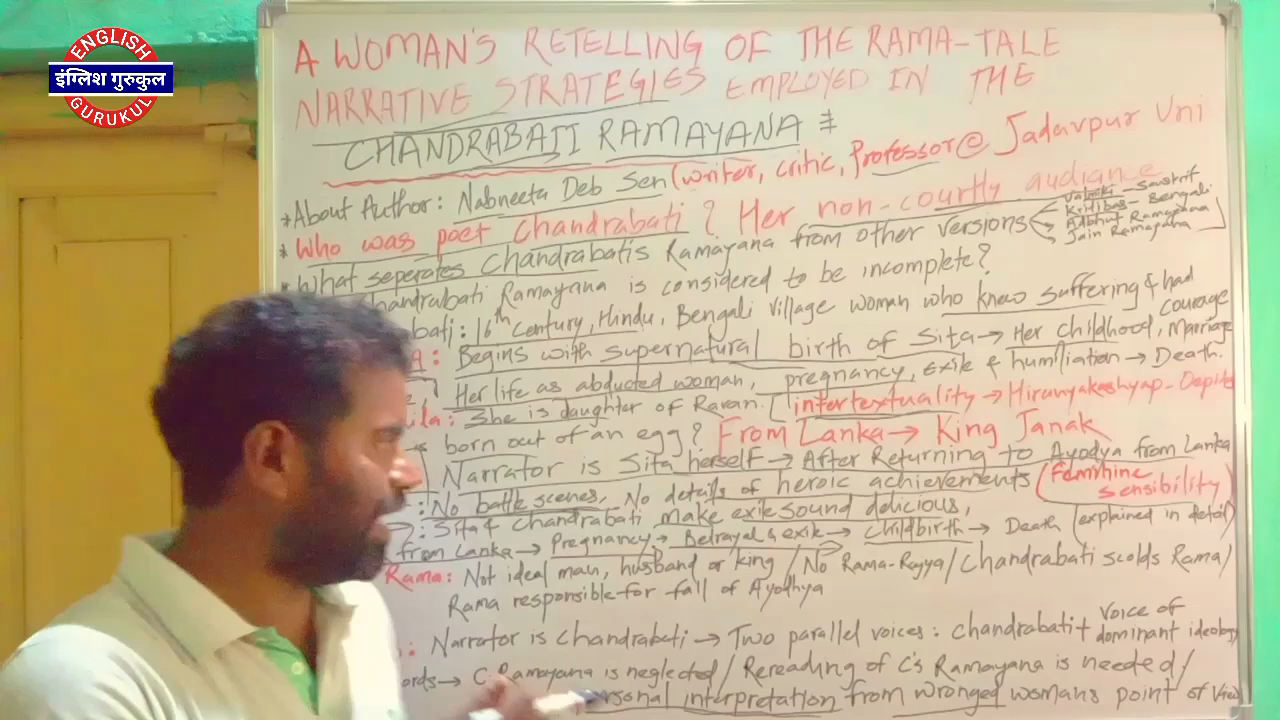 ENGLISH
इंग्लिश गुरुकुल
GURUKUL
A WOMAN'S RETELLING OF THE RAMA-TALE
NARRATIVE STRATEGIES EMPLOYED IN THE
CHANDRABATI RAMAYANA
*About Author: Nabneeta Deb Sen (writer, critic, Professor @ Jadavpur Uni
* Who was poet Chandrabati? Her non-courtly audience
* What seperates Chandrabatis Ramayana from other versions
Valmiki - Sanskrit
Kritibas - Bengali
Adbhut Ramayana
Jain Ramayana
Chandrabati Ramayana is considered to be incomplete?
bati: 16th Century, Hindu, Bengali Village woman who knew suffering & had courage
A: Begins with supernatural birth of Sita → Her childhood, Marriage
Her life as abducted woman, pregnancy, exile & humiliation → Death.
ila: She is daughter of Ravan. [intertextuality → Hirunyakashyap-Oepid
born out of an egg? From Lanka → King Janak
Narrator is Sita herself → After Returning to Ayodya from Lanka
: No battle scenes, No details of heroic achievements (Feminine sensibility)
: Sita & Chandrabati make exile sound delicious,
from Lanka → Pregnancy → Betrayal & exile → Childbirth → Death (explained in detail)
Rama: Not ideal man, husband or king / No Rama-Rajya / Chandrabati scolds Rama /
Rama responsible for fall of Ayodhya
: Narrator is Chandrabati → Two parallel voices: Chandrabati + Voice of dominant ideology
ords → C Ramayana is neglected / Rereading of C's Ramayana is needed /
rsonal interpretation from wronged womans point of view